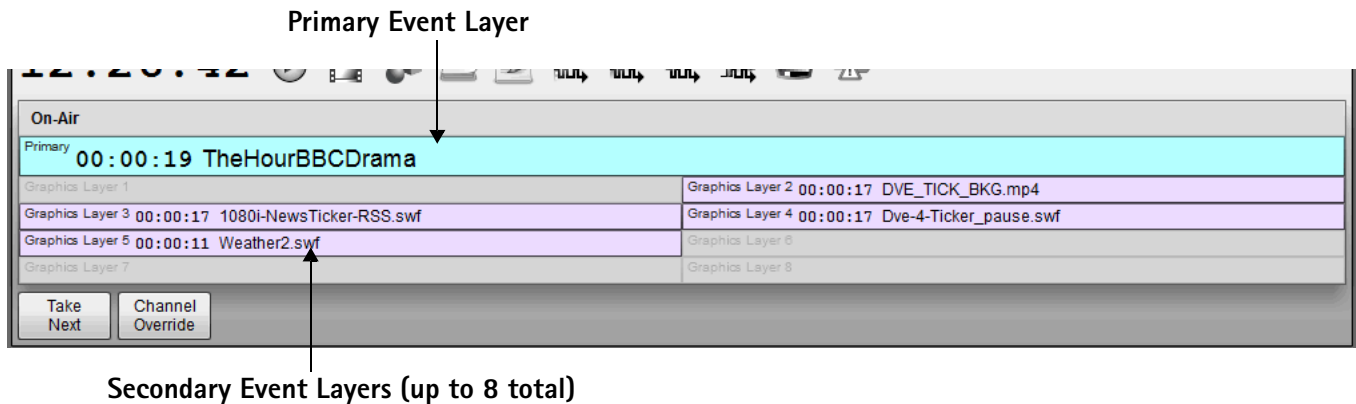 Primary Event Layer
12:26:42
On-Air
Primary 00:00:19 TheHourBBCDrama
Graphics Layer 1
Graphics Layer 2 00:00:17 DVE_TICK_BKG.mp4
Graphics Layer 3 00:00:17 1080i-NewsTicker-RSS.swf
Graphics Layer 4 00:00:17 Dve-4-Ticker_pause.swf
Graphics Layer 5 00:00:11 Weather2.swf
Graphics Layer 6
Graphics Layer 7
Graphics Layer 8
Take Next
Channel Override
Secondary Event Layers (up to 8 total)